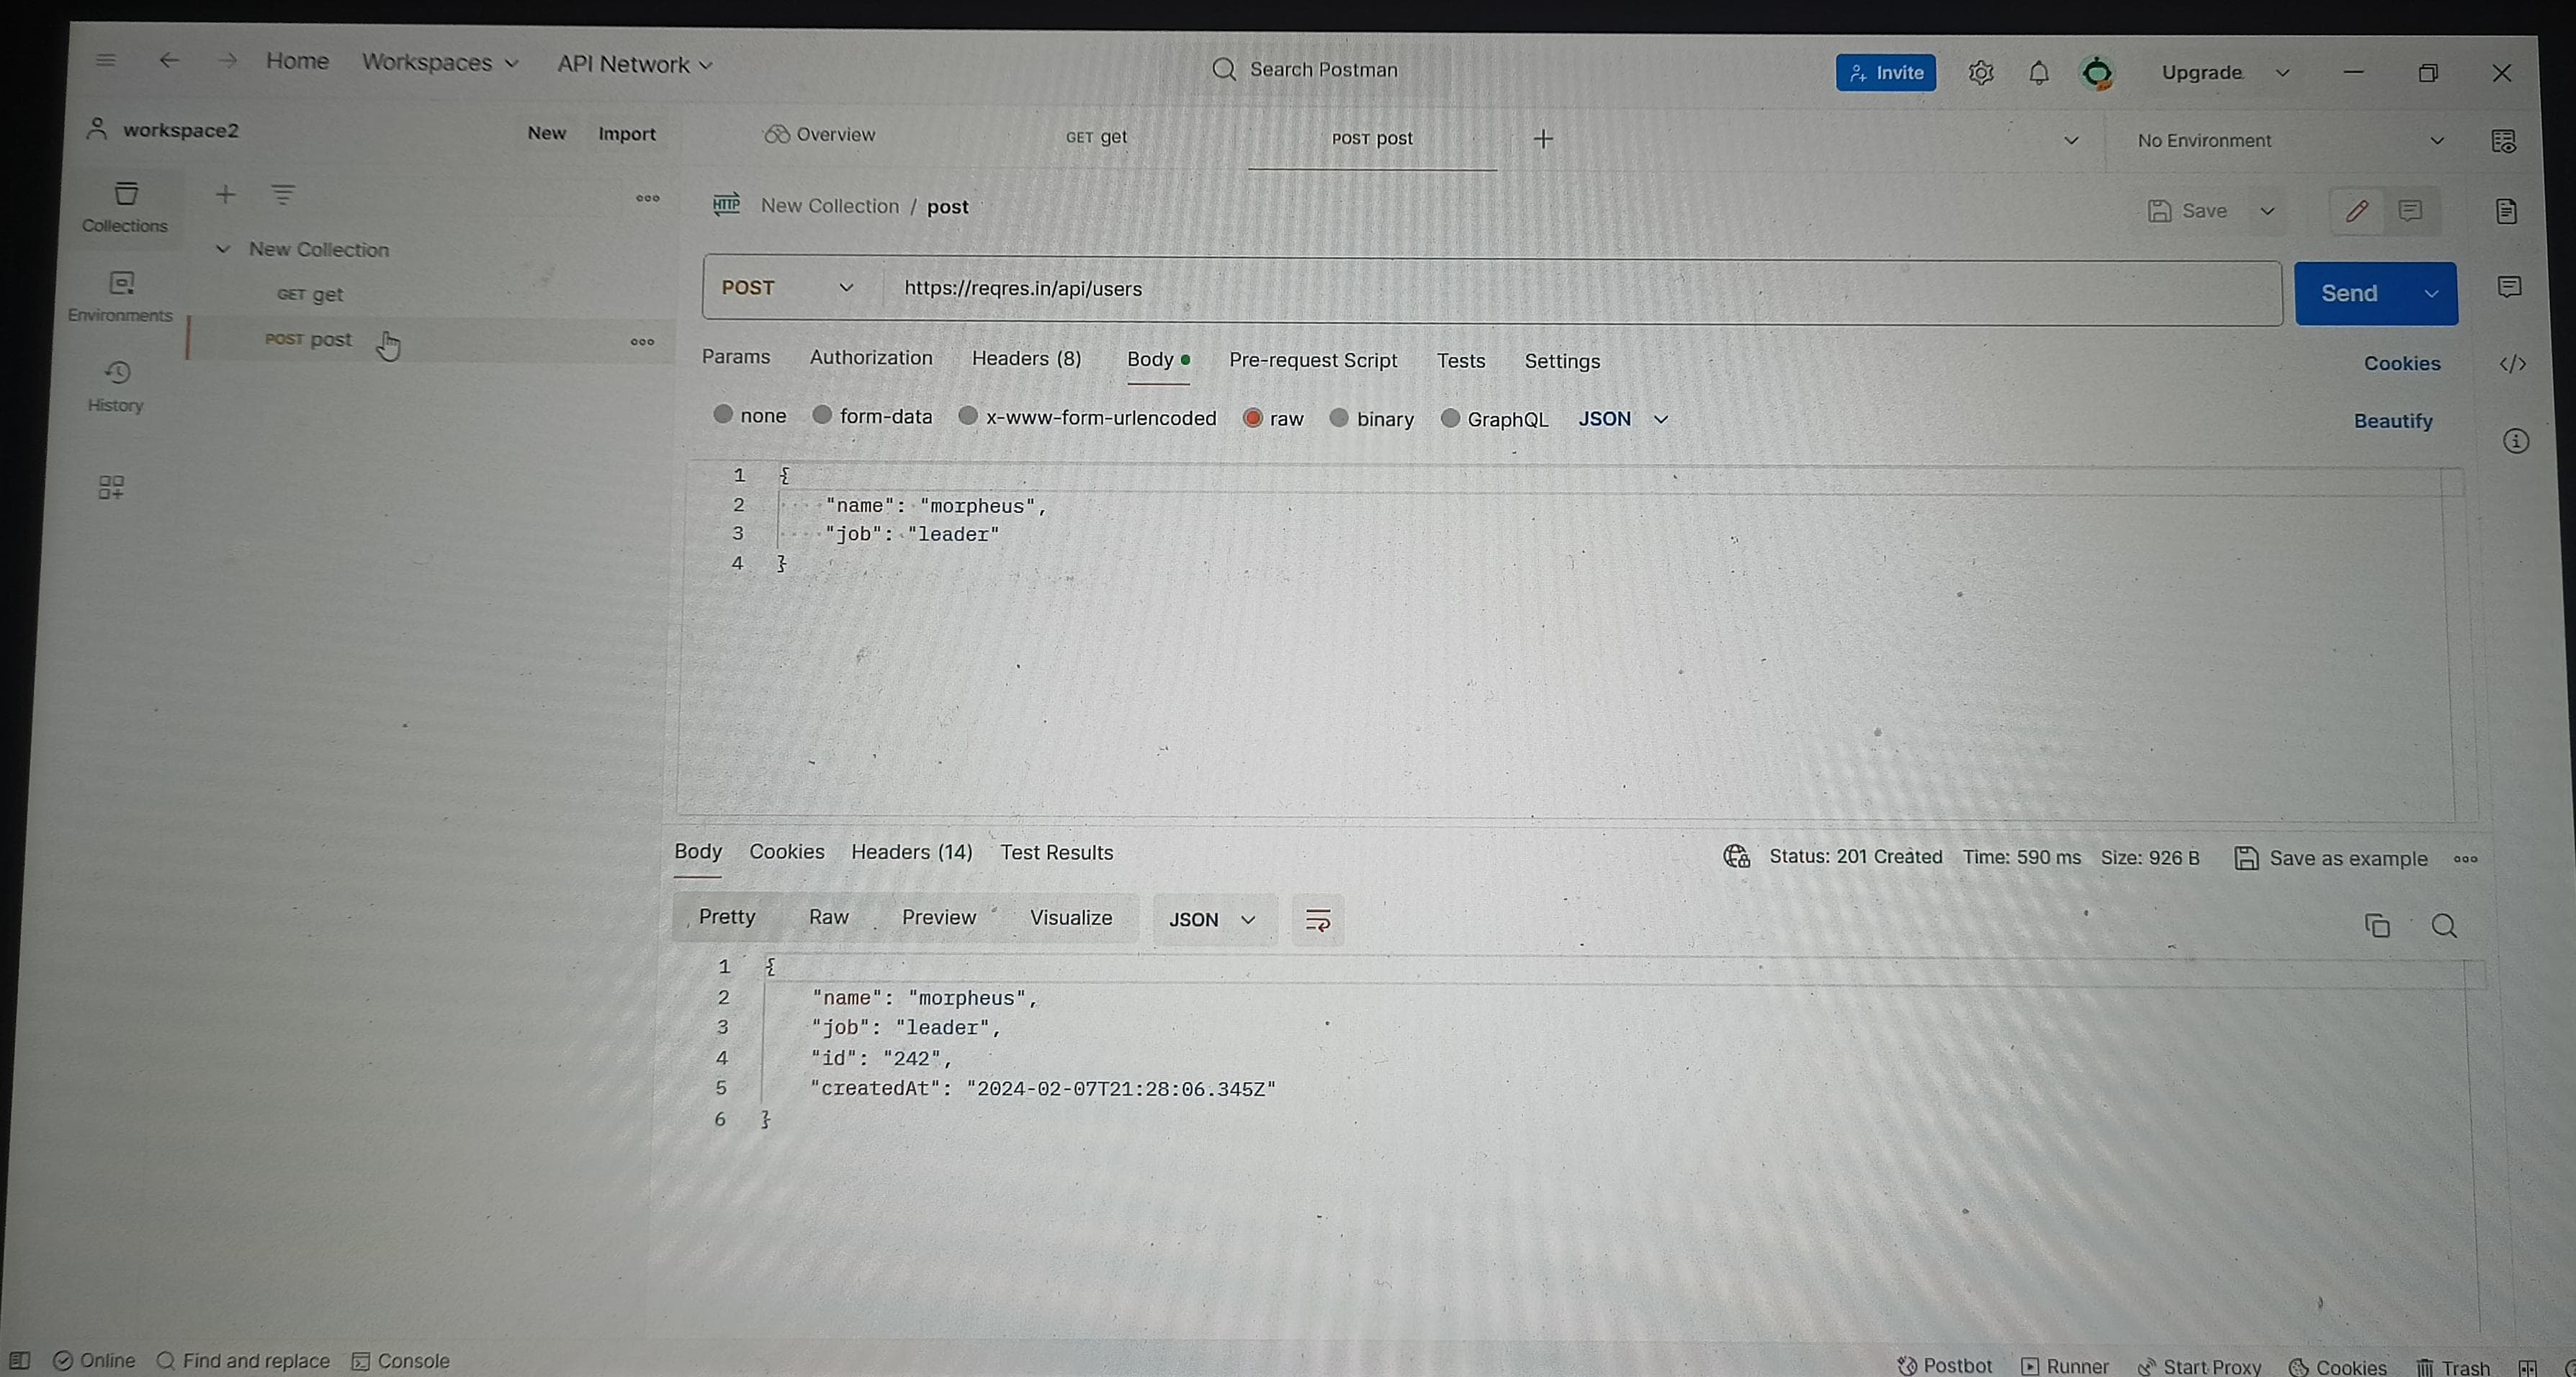 Home Workspaces API Network Search Postman Invite Upgrade
workspace2 New Import Overview GET get POST post No Environment
Collections
New Collection / post Save
New Collection
GET get
Environments
POST post
History
POST https://reqres.in/api/users Send
Params Authorization Headers (8) Body Pre-request Script Tests Settings Cookies
none form-data x-www-form-urlencoded raw binary GraphQL JSON Beautify
1 {
2 "name": "morpheus",
3 "job": "leader"
4 }
Body Cookies Headers (14) Test Results Status: 201 Created Time: 590 ms Size: 926 B Save as example
Pretty Raw Preview Visualize JSON
1 {
2 "name": "morpheus",
3 "job": "leader",
4 "id": "242",
5 "createdAt": "2024-02-07T21:28:06.345Z"
6 }
Online Find and replace Console Postbot Runner Start Proxy Cookies Trash